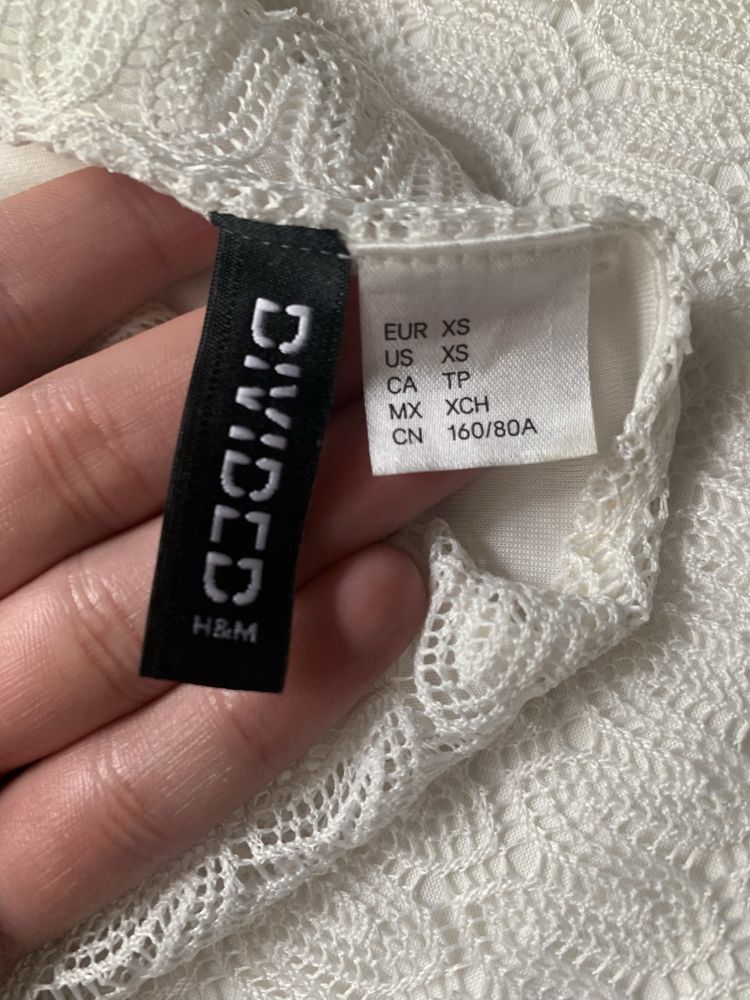 DIVIDED
H&M
EUR XS
US XS
CA TP
MX XCH
CN 160/80A